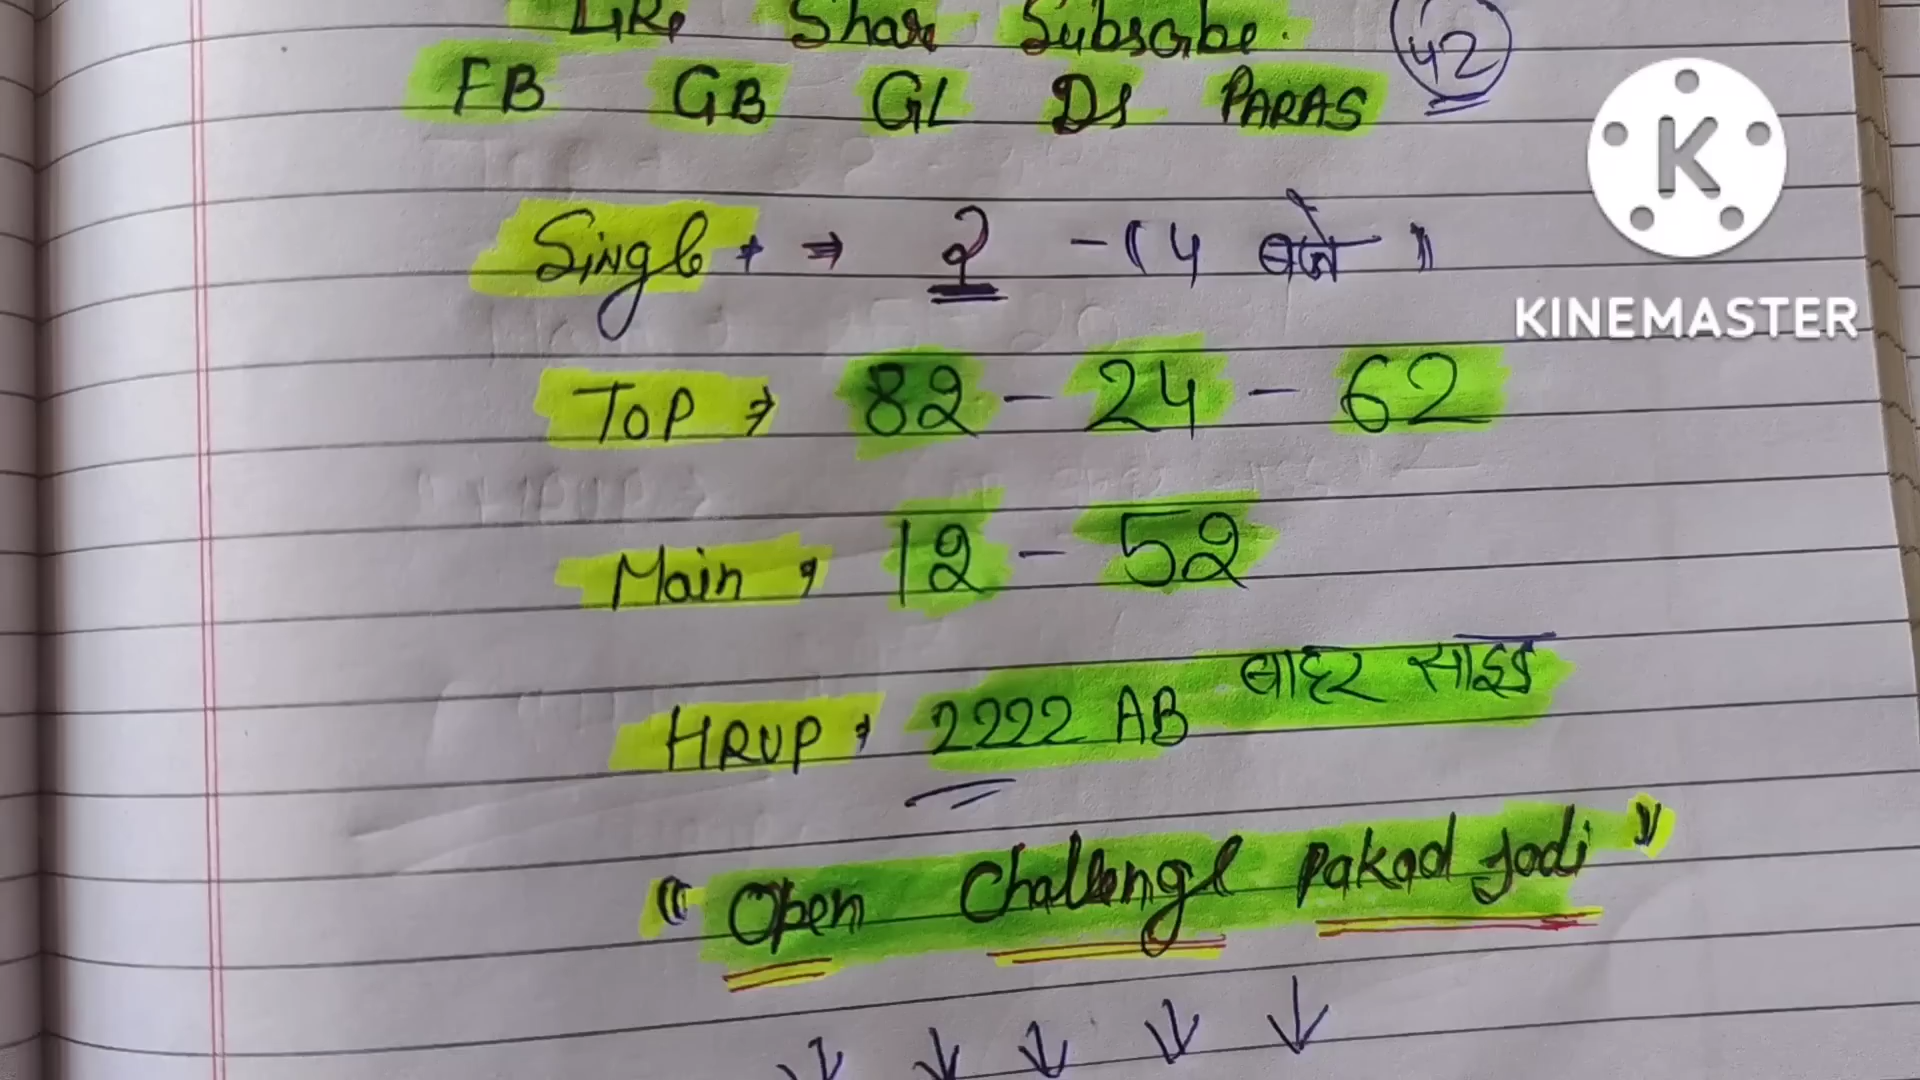 Like Share Subscribe. 42
FB GB GL DS PARAS
Single → 2 - (4 बजे "
KINEMASTER
TOP → 82 - 24 - 62
Main → 12 - 52
HRUP → 2222 AB बाहर साइड
(( Open Challenge Pakad Jodi "